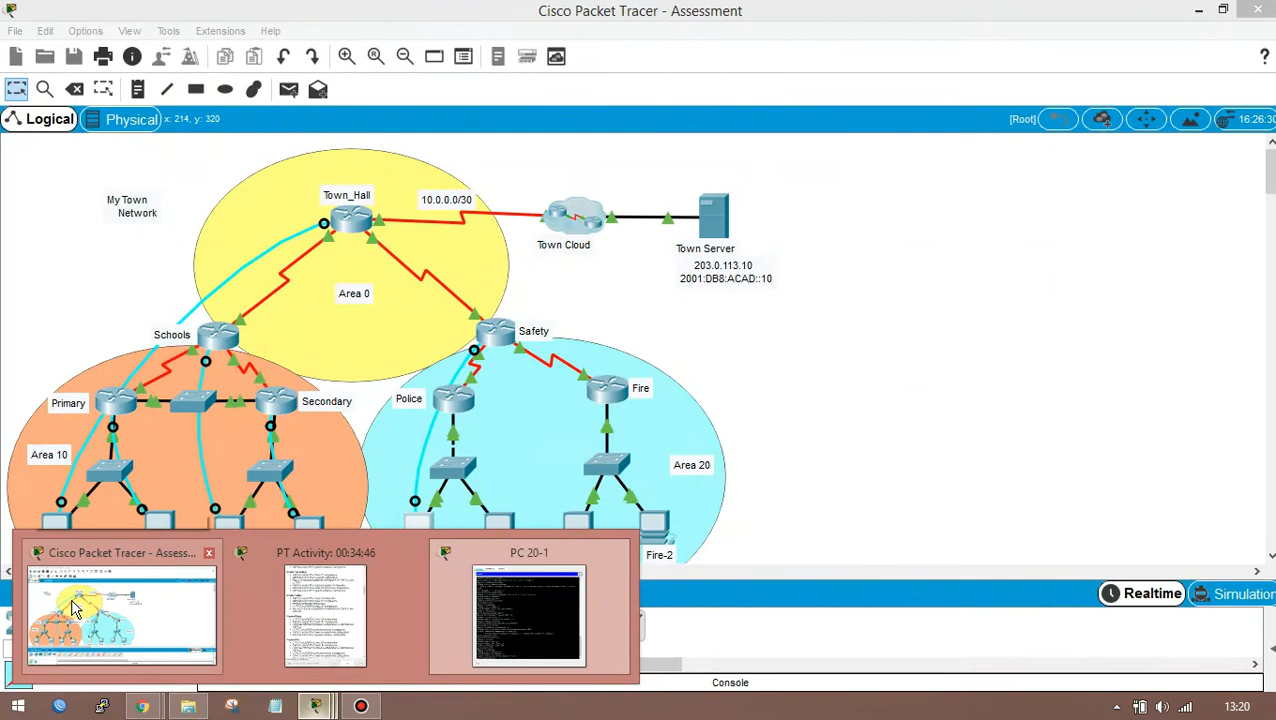 Cisco Packet Tracer - Assessment
File Edit Options View Tools Extensions Help
Logical Physical x: 214, y: 320 [Root] 16:26:30
My Town
Network
Town_Hall
10.0.0.0/30
Town Cloud
Town Server
203.0.113.10
2001:DB8:ACAD::10
Area 0
Schools
Safety
Primary
Secondary
Police
Fire
Area 10
Area 20
Fire-2
Cisco Packet Tracer - Assess...
PT Activity: 00:34:46
PC 20-1
Realtim
Simulation
Console
13:20